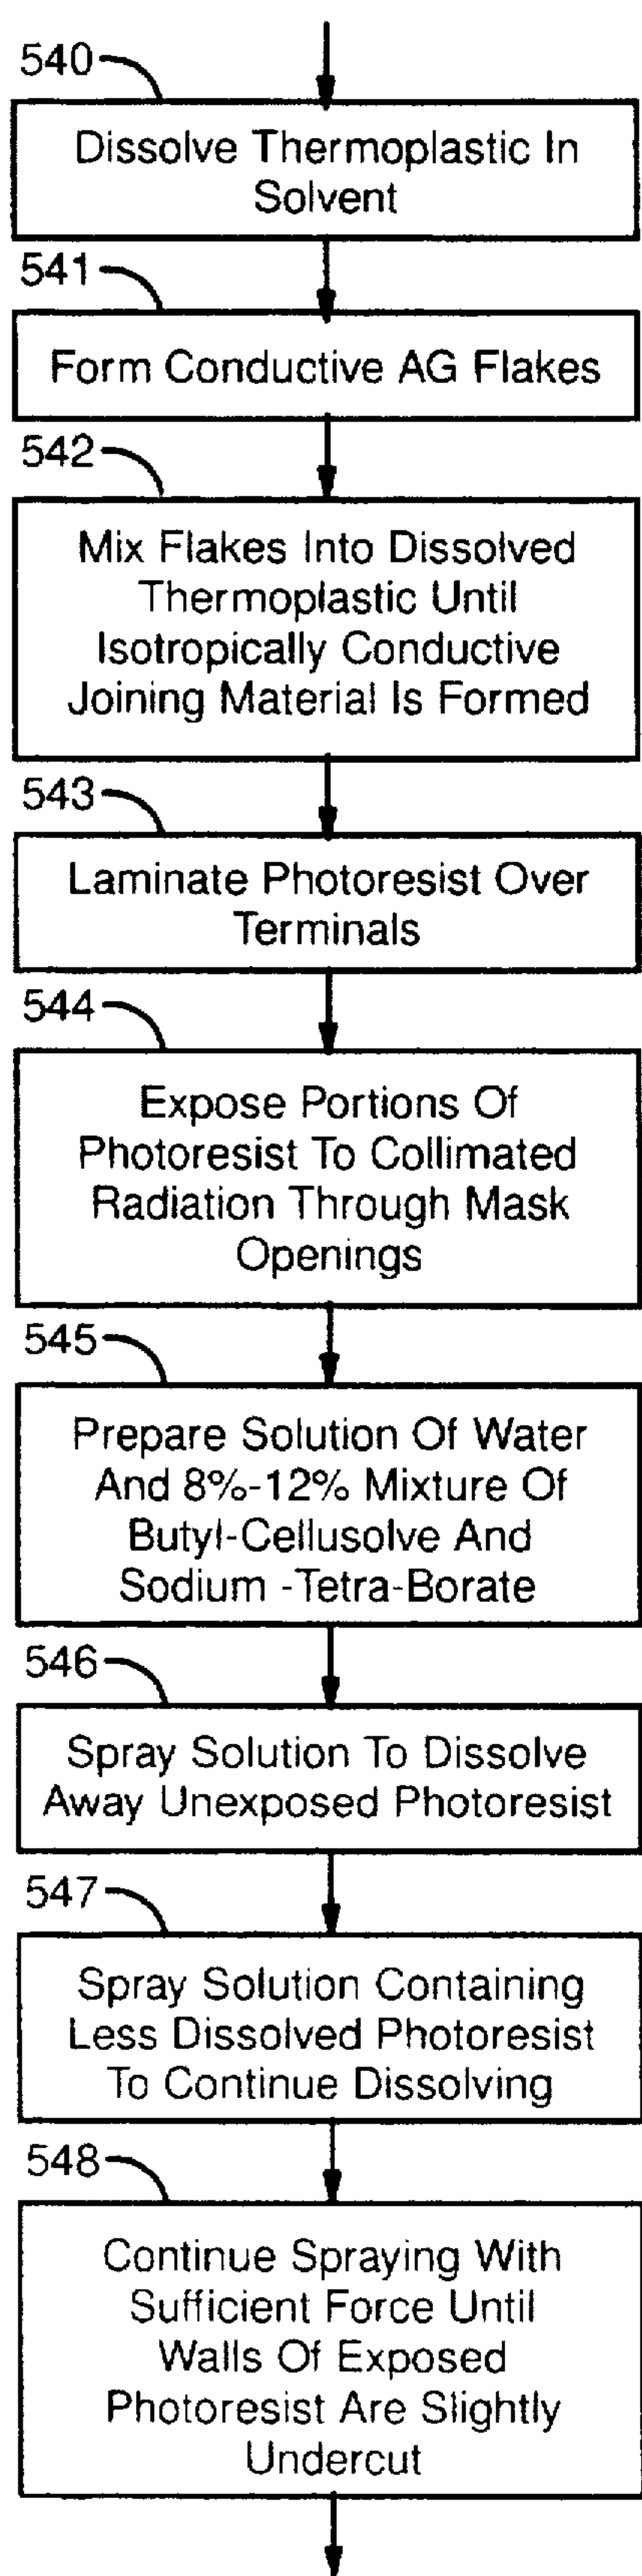 540
Dissolve Thermoplastic In
Solvent
541
Form Conductive AG Flakes
542
Mix Flakes Into Dissolved
Thermoplastic Until
Isotropically Conductive
Joining Material Is Formed
543
Laminate Photoresist Over
Terminals
544
Expose Portions Of
Photoresist To Collimated
Radiation Through Mask
Openings
545
Prepare Solution Of Water
And 8%-12% Mixture Of
Butyl-Cellusolve And
Sodium -Tetra-Borate
546
Spray Solution To Dissolve
Away Unexposed Photoresist
547
Spray Solution Containing
Less Dissolved Photoresist
To Continue Dissolving
548
Continue Spraying With
Sufficient Force Until
Walls Of Exposed
Photoresist Are Slightly
Undercut